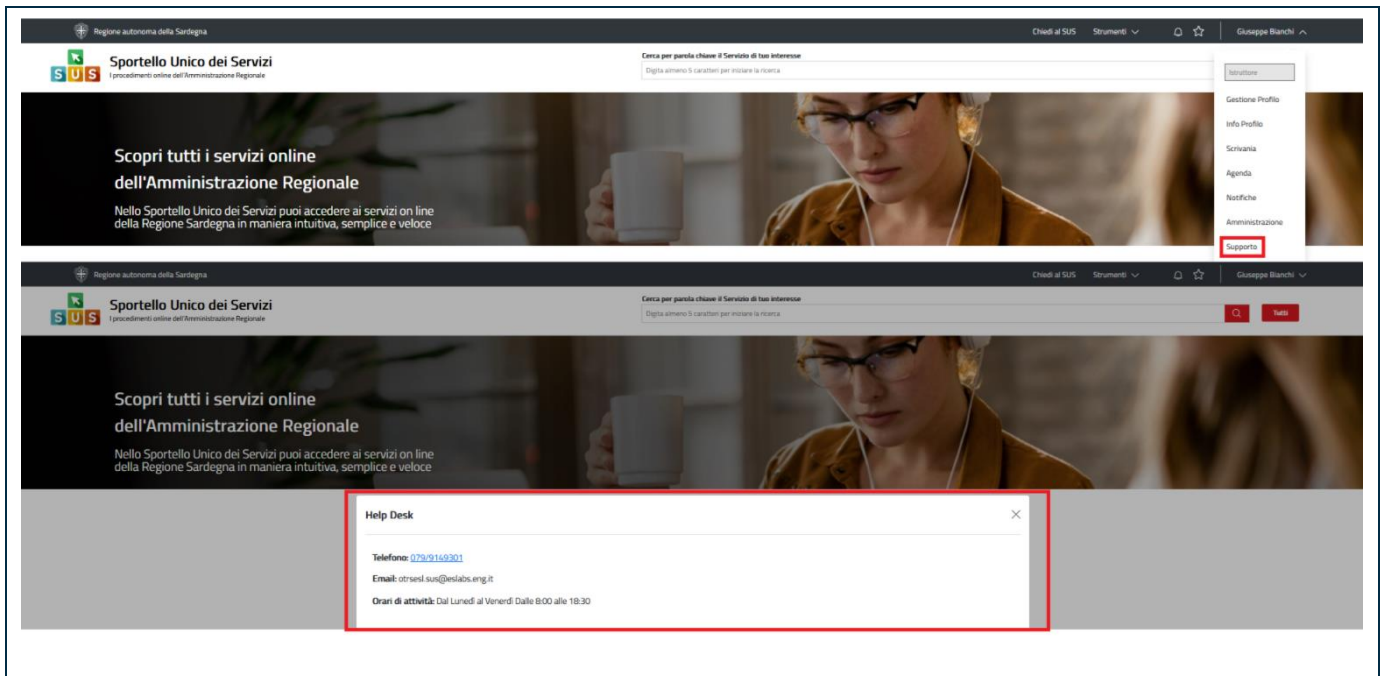 Regione autonoma della Sardegna
Chiedi al SUS Strumenti Giuseppe Bianchi
SUS
Sportello Unico dei Servizi
I procedimenti online dell'Amministrazione Regionale
Cerca per parola chiave il Servizio di tuo interesse
Digita almeno 5 caratteri per iniziare la ricerca
Istruttore
Gestione Profilo
Info Profilo
Scrivania
Agenda
Notifiche
Amministrazione
Supporto
Scopri tutti i servizi online
dell'Amministrazione Regionale
Nello Sportello Unico dei Servizi puoi accedere ai servizi on line
della Regione Sardegna in maniera intuitiva, semplice e veloce
Regione autonoma della Sardegna
Chiedi al SUS Strumenti Giuseppe Bianchi
SUS
Sportello Unico dei Servizi
I procedimenti online dell'Amministrazione Regionale
Cerca per parola chiave il Servizio di tuo interesse
Digita almeno 5 caratteri per iniziare la ricerca
Tutti
Scopri tutti i servizi online
dell'Amministrazione Regionale
Nello Sportello Unico dei Servizi puoi accedere ai servizi on line
della Regione Sardegna in maniera intuitiva, semplice e veloce
Help Desk
Telefono: 079/9149301
Email: otrsesl.sus@eslabs.eng.it
Orari di attività: Dal Lunedì al Venerdì Dalle 8:00 alle 18:30